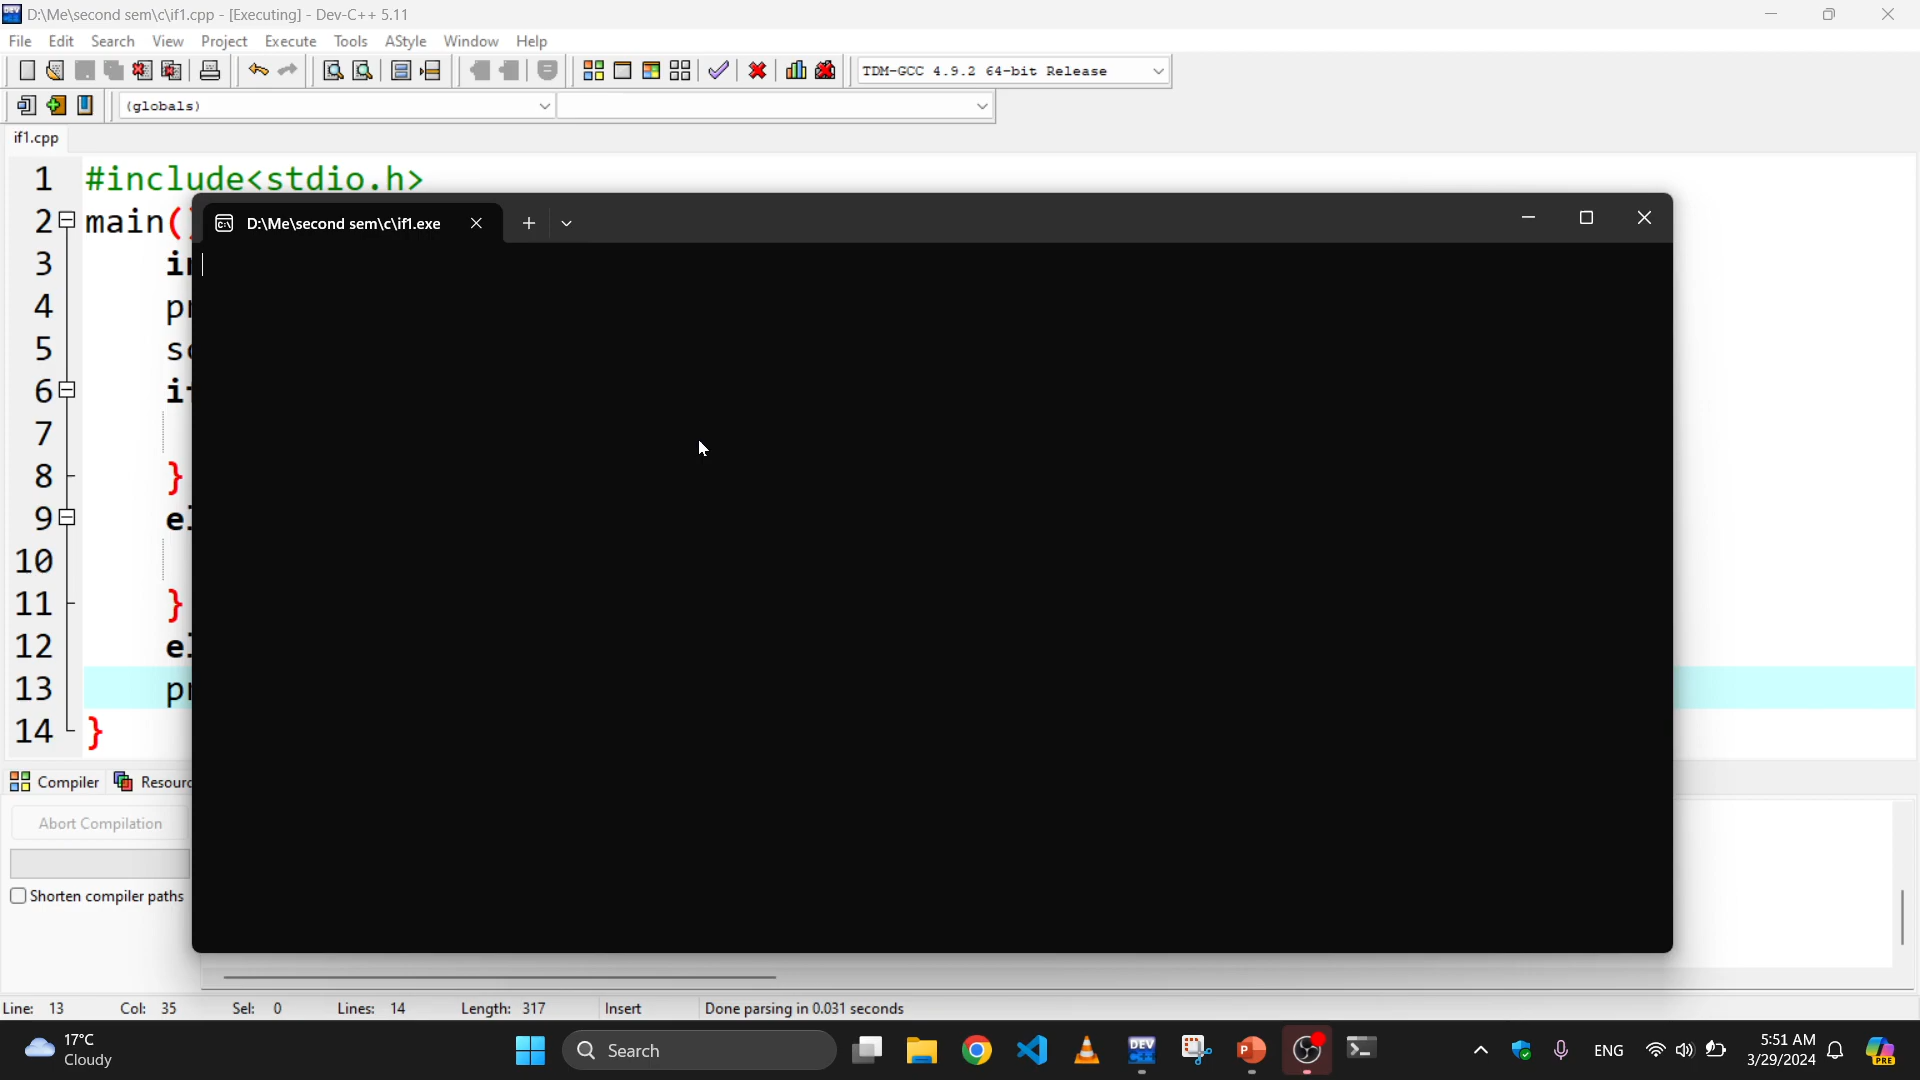 D:\Me\second sem\c\if1.cpp - [Executing] - Dev-C++ 5.11
File Edit Search View Project Execute Tools AStyle Window Help
TDM-GCC 4.9.2 64-bit Release
(globals)
if1.cpp
1 #include<stdio.h>
2 main(
D:\Me\second sem\c\if1.exe
3
4
5
6
7
8 }
9
10
11 }
12
13
14 }
Compiler
Abort Compilation
Shorten compiler paths
Line: 13 Col: 35 Sel: 0 Lines: 14 Length: 317 Insert Done parsing in 0.031 seconds
17°C
Cloudy
Search
DEV
ENG
5:51 AM
3/29/2024
PRE